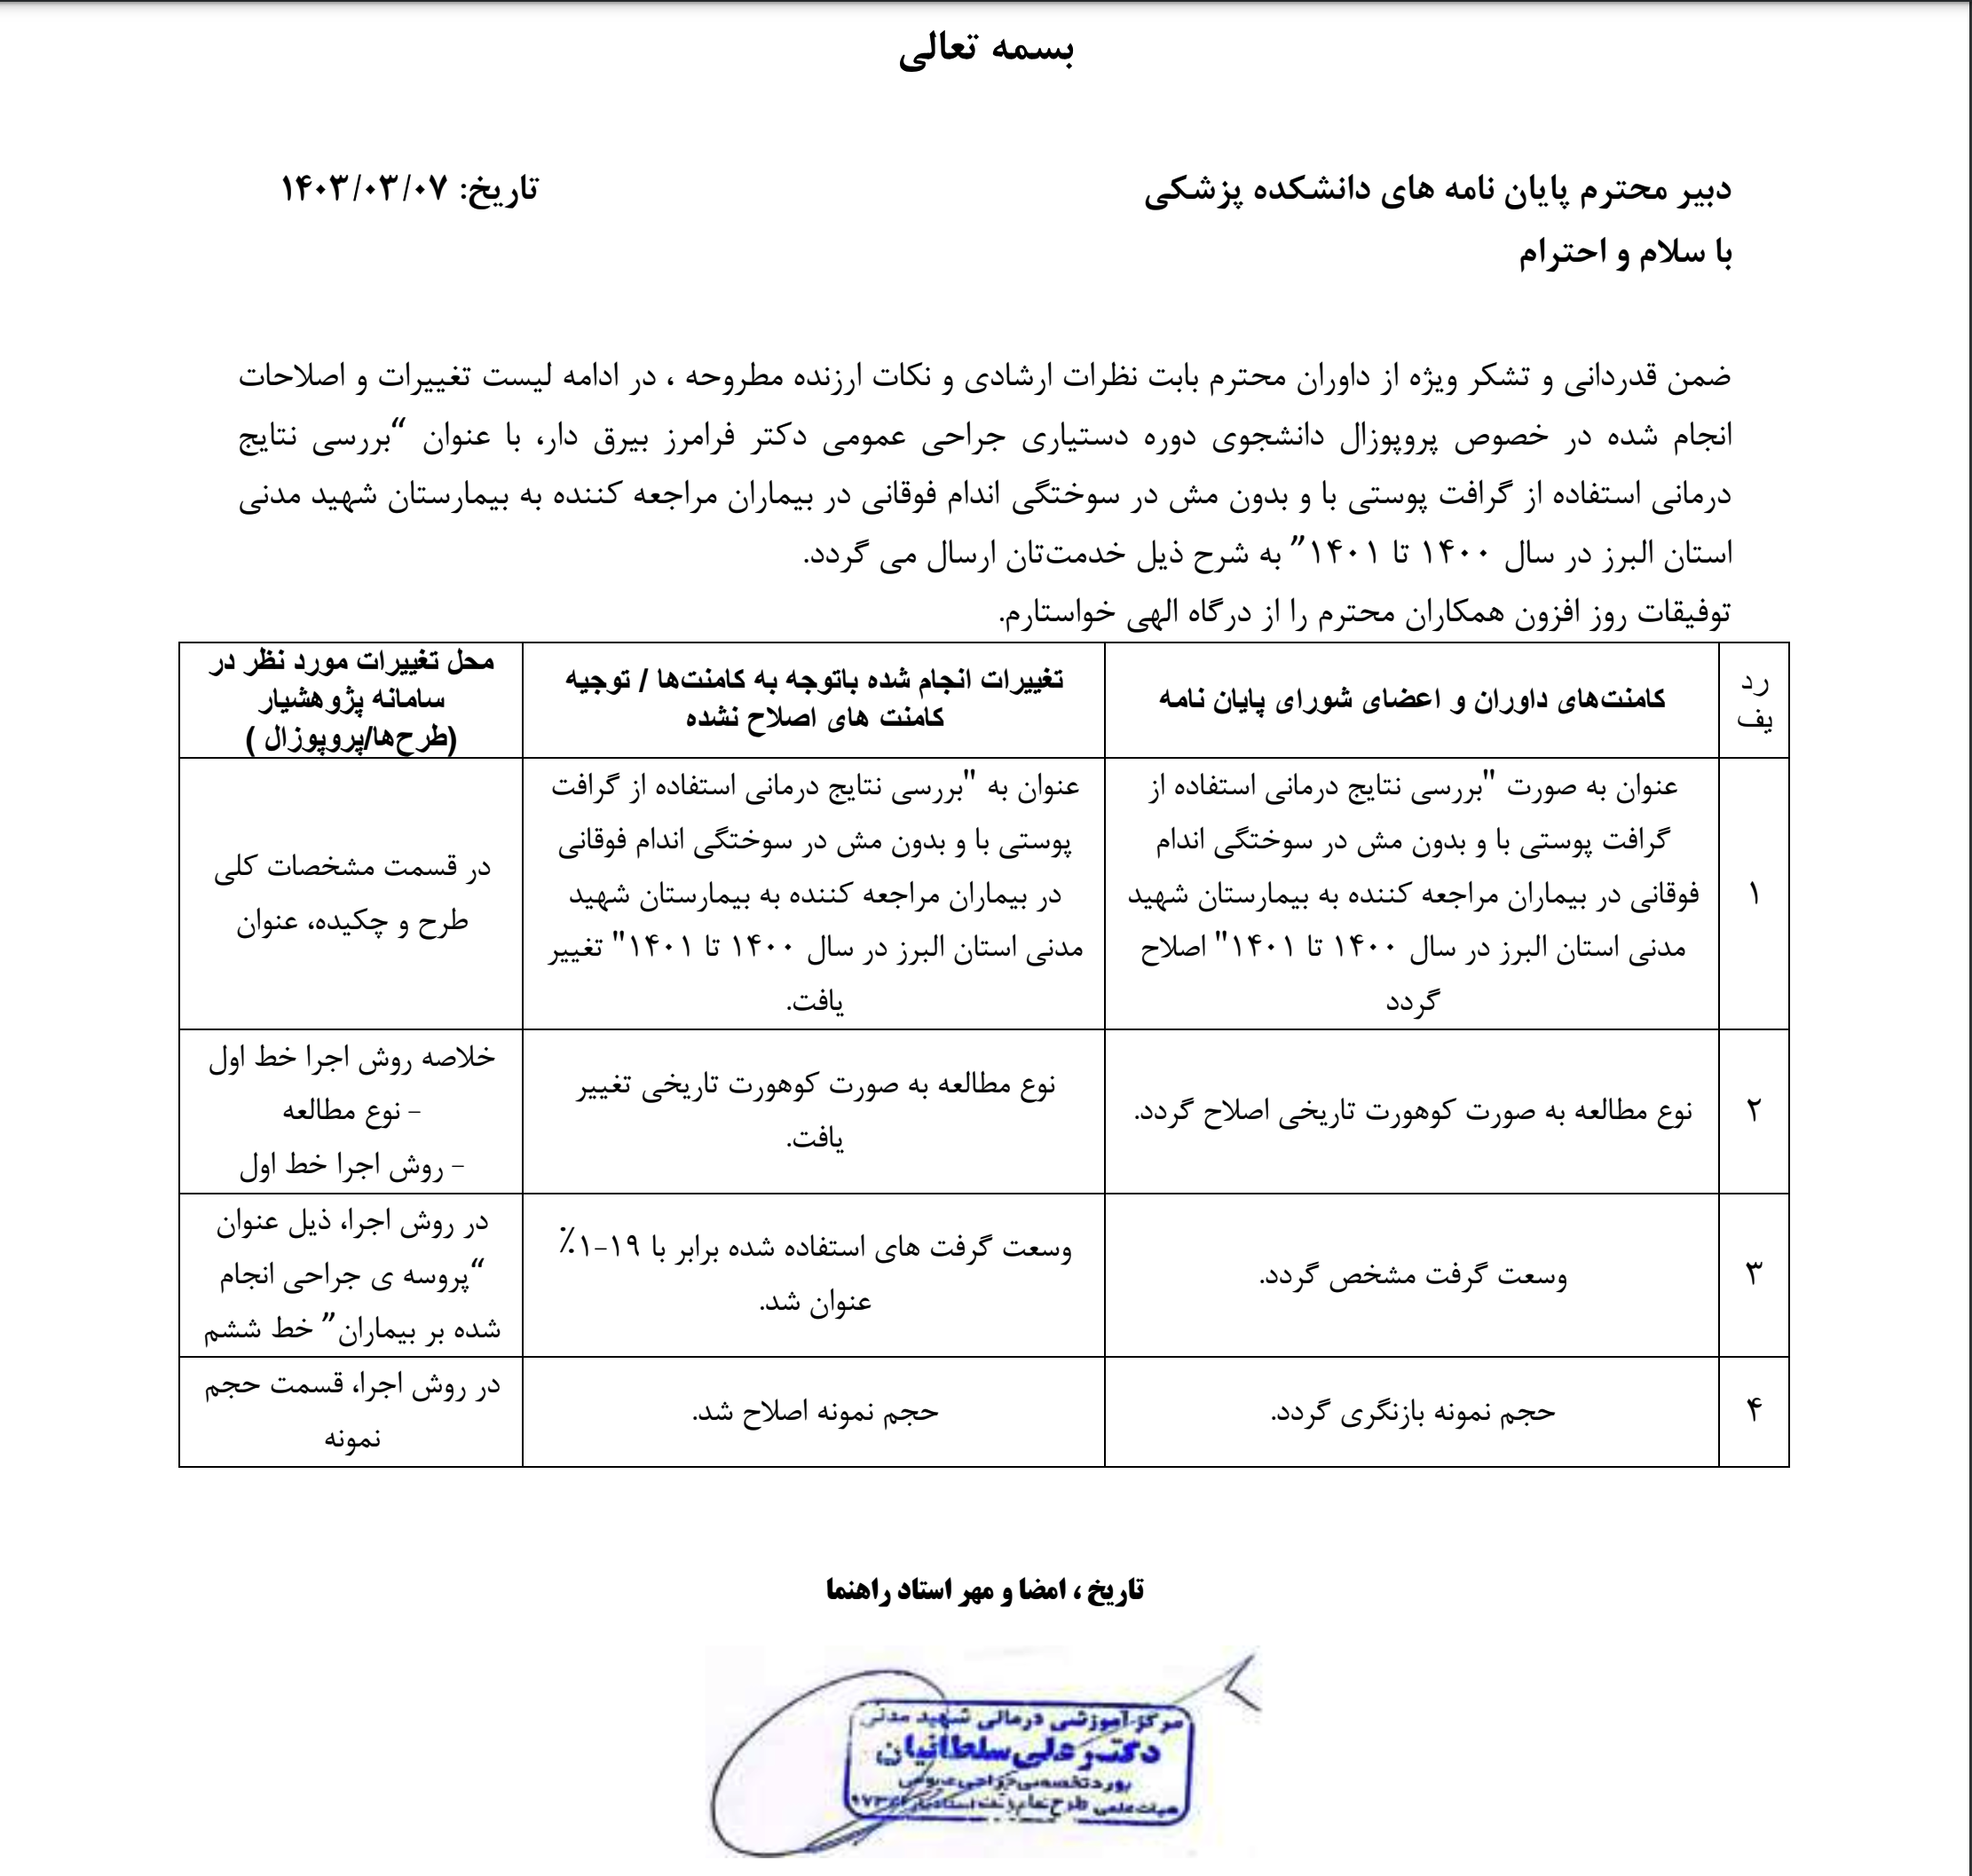 بسمه تعالی
دبیر محترم پایان نامه های دانشکده پزشکی
تاریخ: ۱۴۰۳/۰۳/۰۷
با سلام و احترام
ضمن قدردانی و تشکر ویژه از داوران محترم بابت نظرات ارشادی و نکات ارزنده مطروحه ، در ادامه لیست تغییرات و اصلاحات
انجام شده در خصوص پروپوزال دانشجوی دوره دستیاری جراحی عمومی دکتر فرامرز بیرق دار، با عنوان “بررسی نتایج
درمانی استفاده از گرافت پوستی با و بدون مش در سوختگی اندام فوقانی در بیماران مراجعه کننده به بیمارستان شهید مدنی
استان البرز در سال ۱۴۰۰ تا ۱۴۰۱” به شرح ذیل خدمت‌تان ارسال می گردد.
توفیقات روز افزون همکاران محترم را از درگاه الهی خواستارم.
رد
یف
کامنت‌های داوران و اعضای شورای پایان نامه
تغییرات انجام شده باتوجه به کامنت‌ها / توجیه
کامنت های اصلاح نشده
محل تغییرات مورد نظر در
سامانه پژوهشیار
(طرح‌ها/پروپوزال )
۱
عنوان به صورت "بررسی نتایج درمانی استفاده از
گرافت پوستی با و بدون مش در سوختگی اندام
فوقانی در بیماران مراجعه کننده به بیمارستان شهید
مدنی استان البرز در سال ۱۴۰۰ تا ۱۴۰۱" اصلاح
گردد
عنوان به "بررسی نتایج درمانی استفاده از گرافت
پوستی با و بدون مش در سوختگی اندام فوقانی
در بیماران مراجعه کننده به بیمارستان شهید
مدنی استان البرز در سال ۱۴۰۰ تا ۱۴۰۱" تغییر
یافت.
در قسمت مشخصات کلی
طرح و چکیده، عنوان
۲
نوع مطالعه به صورت کوهورت تاریخی اصلاح گردد.
نوع مطالعه به صورت کوهورت تاریخی تغییر
یافت.
خلاصه روش اجرا خط اول
– نوع مطالعه
– روش اجرا خط اول
۳
وسعت گرفت مشخص گردد.
وسعت گرفت های استفاده شده برابر با ۱۹-۱٪
عنوان شد.
در روش اجرا، ذیل عنوان
“پروسه ی جراحی انجام
شده بر بیماران” خط ششم
۴
حجم نمونه بازنگری گردد.
حجم نمونه اصلاح شد.
در روش اجرا، قسمت حجم
نمونه
تاریخ ، امضا و مهر استاد راهنما
مرکز آموزشی درمانی شهید مدنی
دکتر علی سلطانیان
بورد تخصصی جراحی عمومی
هیات علمی طرح تمام وقت استادیار